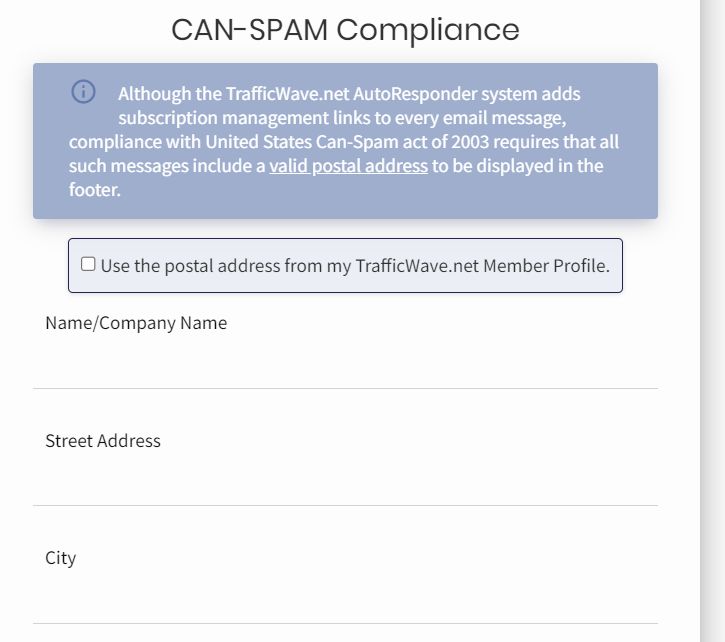 CAN-SPAM Compliance
Although the TrafficWave.net AutoResponder system adds
subscription management links to every email message,
compliance with United States Can-Spam act of 2003 requires that all
such messages include a valid postal address to be displayed in the
footer.
Use the postal address from my TrafficWave.net Member Profile.
Name/Company Name
Street Address
City